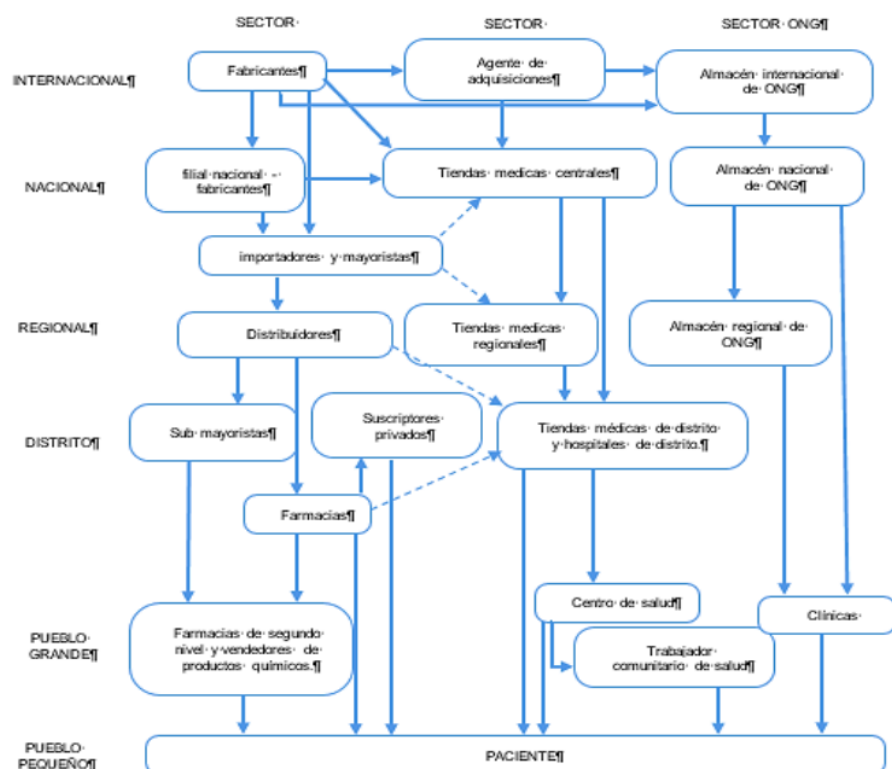 SECTOR·
SECTOR·
SECTOR·ONG¶
INTERNACIONAL¶
Fabricantes¶
Agente· de·
adquisiciones¶
Almacén· internacional·
de· ONG¶
NACIONAL¶
filial·nacional· -·
fabricantes¶
Tiendas· medicas· centrales¶
Almacén· nacional·
de·ONG¶
importadores· y·mayoristas¶
REGIONAL¶
Distribuidores¶
Tiendas· medicas·
regionales¶
Almacén· regional· de·
ONG¶
DISTRITO¶
Sub· mayoristas¶
Suscriptores·
privados¶
Tiendas· médicas· de·distrito·
y·hospitales· de·distrito.¶
Farmacias¶
PUEBLO·
GRANDE¶
Farmacias· de· segundo·
nivel· y·vendedores· de·
productos· químicos.¶
Centro· de· salud¶
Trabajador·
comunitario· de·salud¶
Clínicas·
PUEBLO·
PEQUEÑO¶
PACIENTE¶